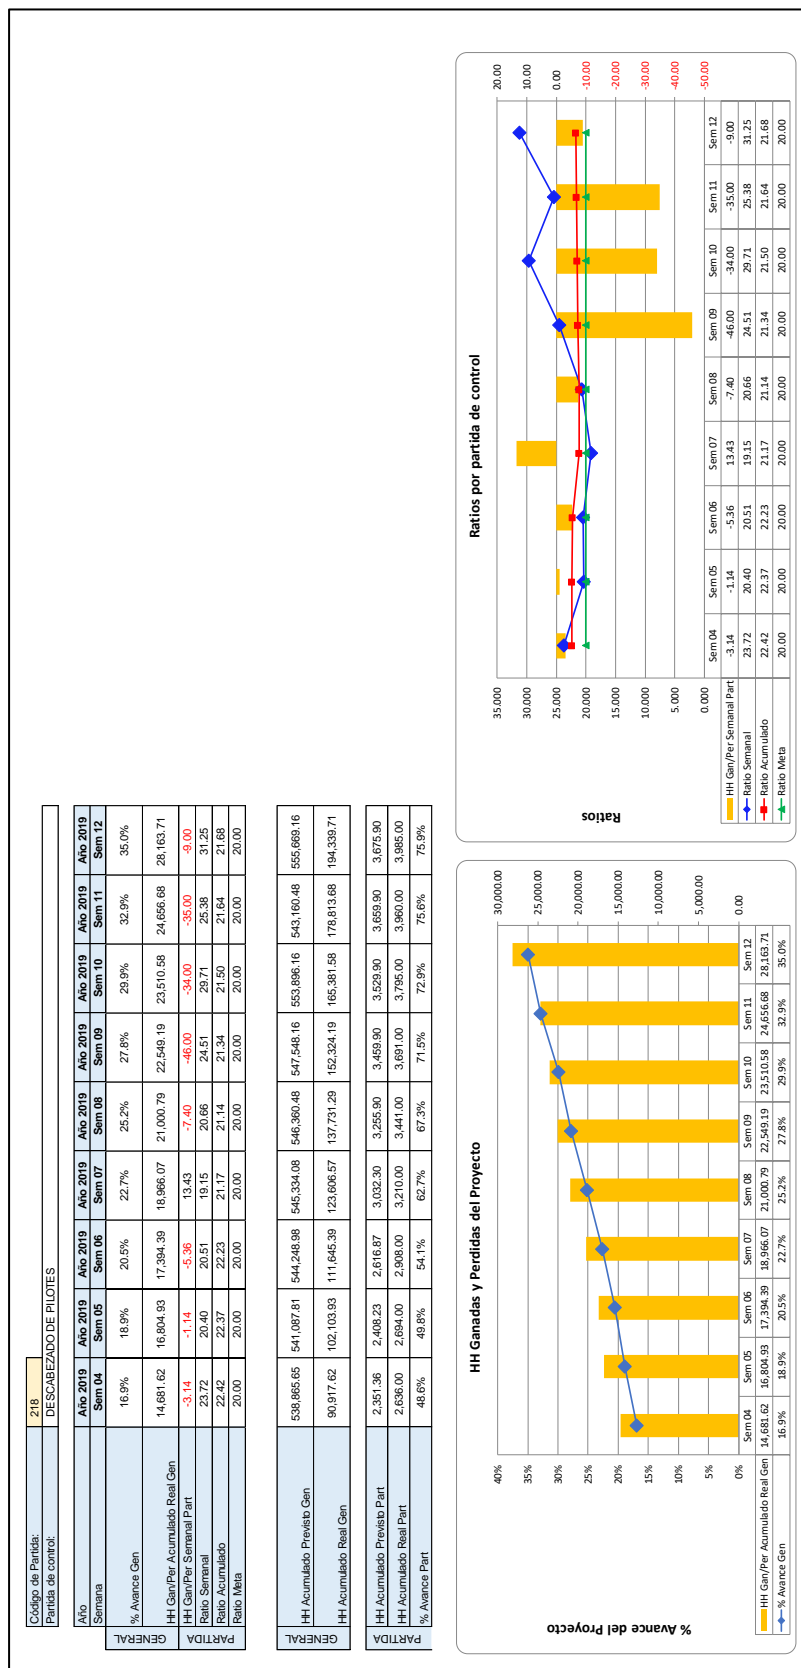 Código de Partida: 218
Partida de control: DESCABEZADO DE PILOTES
Año Año 2019 Año 2019 Año 2019 Año 2019 Año 2019 Año 2019 Año 2019 Año 2019 Año 2019
Semana Sem 04 Sem 05 Sem 06 Sem 07 Sem 08 Sem 09 Sem 10 Sem 11 Sem 12
GENERAL
% Avance Gen 16.9% 18.9% 20.5% 22.7% 25.2% 27.8% 29.9% 32.9% 35.0%
HH Gan/Per Acumulado Real Gen 14,681.62 16,804.93 17,394.39 18,966.07 21,000.79 22,549.19 23,510.58 24,656.68 28,163.71
PARTIDA
HH Gan/Per Semanal Part -3.14 -1.14 -5.36 13.43 -7.40 -46.00 -34.00 -35.00 -9.00
Ratio Semanal 23.72 20.40 20.51 19.15 20.66 24.51 29.71 25.38 31.25
Ratio Acumulado 22.42 22.37 22.23 21.17 21.14 21.34 21.50 21.64 21.68
Ratio Meta 20.00 20.00 20.00 20.00 20.00 20.00 20.00 20.00 20.00
GENERAL
HH Acumulado Previsto Gen 538,865.65 541,087.81 544,248.98 545,334.08 546,360.48 547,548.16 553,896.16 543,160.48 555,669.16
HH Acumulado Real Gen 90,917.62 102,103.93 111,645.39 123,606.57 137,731.29 152,324.19 165,381.58 178,813.68 194,339.71
PARTIDA
HH Acumulado Previsto Part 2,351.36 2,408.23 2,616.87 3,032.30 3,255.90 3,459.90 3,529.90 3,659.90 3,675.90
HH Acumulado Real Part 2,636.00 2,694.00 2,908.00 3,210.00 3,441.00 3,691.00 3,795.00 3,960.00 3,985.00
% Avance Part 48.6% 49.8% 54.1% 62.7% 67.3% 71.5% 72.9% 75.6% 75.9%
HH Ganadas y Perdidas del Proyecto
% Avance del Proyecto
40%
35%
30%
25%
20%
15%
10%
5%
0%
30,000.00
25,000.00
20,000.00
15,000.00
10,000.00
5,000.00
0.00
Sem 04 Sem 05 Sem 06 Sem 07 Sem 08 Sem 09 Sem 10 Sem 11 Sem 12
HH Gan/Per Acumulado Real Gen 14,681.62 16,804.93 17,394.39 18,966.07 21,000.79 22,549.19 23,510.58 24,656.68 28,163.71
% Avance Gen 16.9% 18.9% 20.5% 22.7% 25.2% 27.8% 29.9% 32.9% 35.0%
Ratios por partida de control
Ratios
35.000
30.000
25.000
20.000
15.000
10.000
5.000
0.000
20.00
10.00
0.00
-10.00
-20.00
-30.00
-40.00
-50.00
Sem 04 Sem 05 Sem 06 Sem 07 Sem 08 Sem 09 Sem 10 Sem 11 Sem 12
HH Gan/Per Semanal Part -3.14 -1.14 -5.36 13.43 -7.40 -46.00 -34.00 -35.00 -9.00
Ratio Semanal 23.72 20.40 20.51 19.15 20.66 24.51 29.71 25.38 31.25
Ratio Acumulado 22.42 22.37 22.23 21.17 21.14 21.34 21.50 21.64 21.68
Ratio Meta 20.00 20.00 20.00 20.00 20.00 20.00 20.00 20.00 20.00